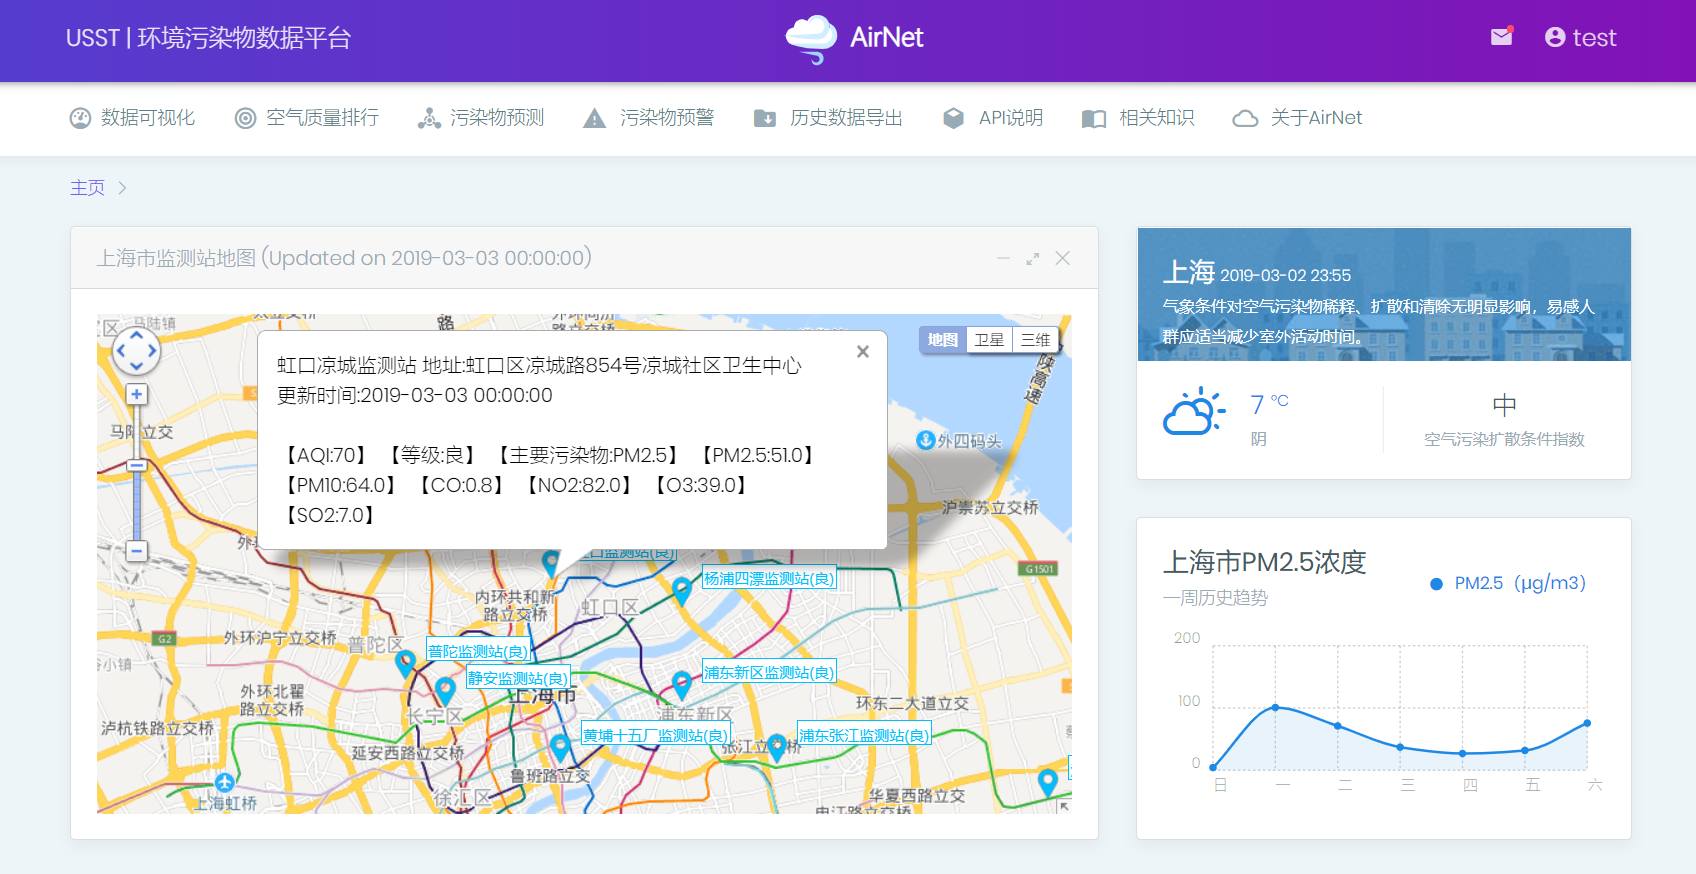 USST | 环境污染物数据平台
AirNet
test
数据可视化
空气质量排行
污染物预测
污染物预警
历史数据导出
API说明
相关知识
关于AirNet
主页
上海市监测站地图 (Updated on 2019-03-03 00:00:00)
马陆镇
地图
卫星
三维
虹口凉城监测站 地址:虹口区凉城路854号凉城社区卫生中心
更新时间:2019-03-03 00:00:00
【AQI:70】 【等级:良】 【主要污染物:PM2.5】 【PM2.5:51.0】
【PM10:64.0】 【CO:0.8】 【NO2:82.0】 【O3:39.0】
【SO2:7.0】
陕高速
外四码头
沪崇苏立交桥
G1501
口监测站(良)
杨浦四漂监测站(良)
内环共和新
路立交桥
虹口区
G2
外环沪宁立交桥
普陀区
普陀监测站(良)
静安监测站(良)
上海市
浦东新区监测站(良)
谷小镇
外环北翟
路立交桥
长宁区
浦东新区
环东二大道立交
泸杭铁路立交桥
黄埔十五厂监测站(良)
浦东张江监测站(良)
延安西路立交桥
鲁班路立交
上海虹桥
徐汇区
华夏西路立交
上海 2019-03-02 23:55
气象条件对空气污染物稀释、扩散和清除无明显影响，易感人
群应适当减少室外活动时间。
7 °C
阴
中
空气污染扩散条件指数
上海市PM2.5浓度
一周历史趋势
PM2.5（μg/m3）
200
100
0
日 一 二 三 四 五 六